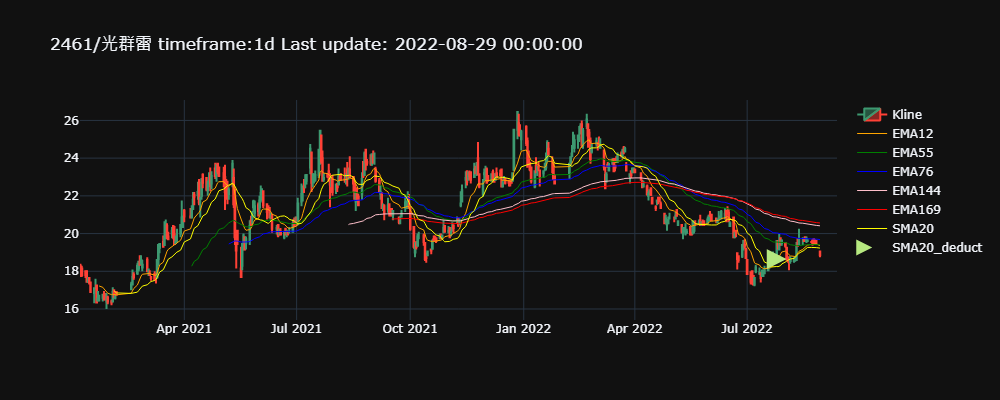 2461/光群雷 timeframe:1d Last update: 2022-08-29 00:00:00
26
24
22
20
18
16
Apr 2021
Jul 2021
Oct 2021
Jan 2022
Apr 2022
Jul 2022
Kline
EMA12
EMA55
EMA76
EMA144
EMA169
SMA20
SMA20_deduct